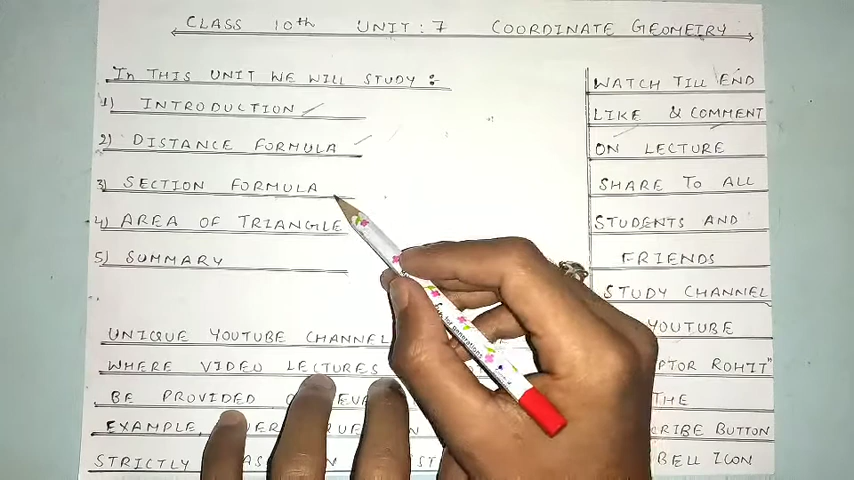 CLASS 10th UNIT: 7 COORDINATE GEOMETRY
In THIS UNIT WE WILL STUDY :-
1) INTRODUCTION
2) DISTANCE FORMULA
3) SECTION FORMULA
4) AREA OF TRIANGLE
5) SUMMARY
UNIQUE YOUTUBE CHANNEL
WHERE VIDEO LECTURES
BE PROVIDED
EXAMPLE,
STRICTLY
WATCH TILL END
LIKE & COMMENT
ON LECTURE
SHARE TO ALL
STUDENTS AND
FRIENDS
STUDY CHANNEL
YOUTUBE
ROHIT"
THE
BUTTON
BELL ICON